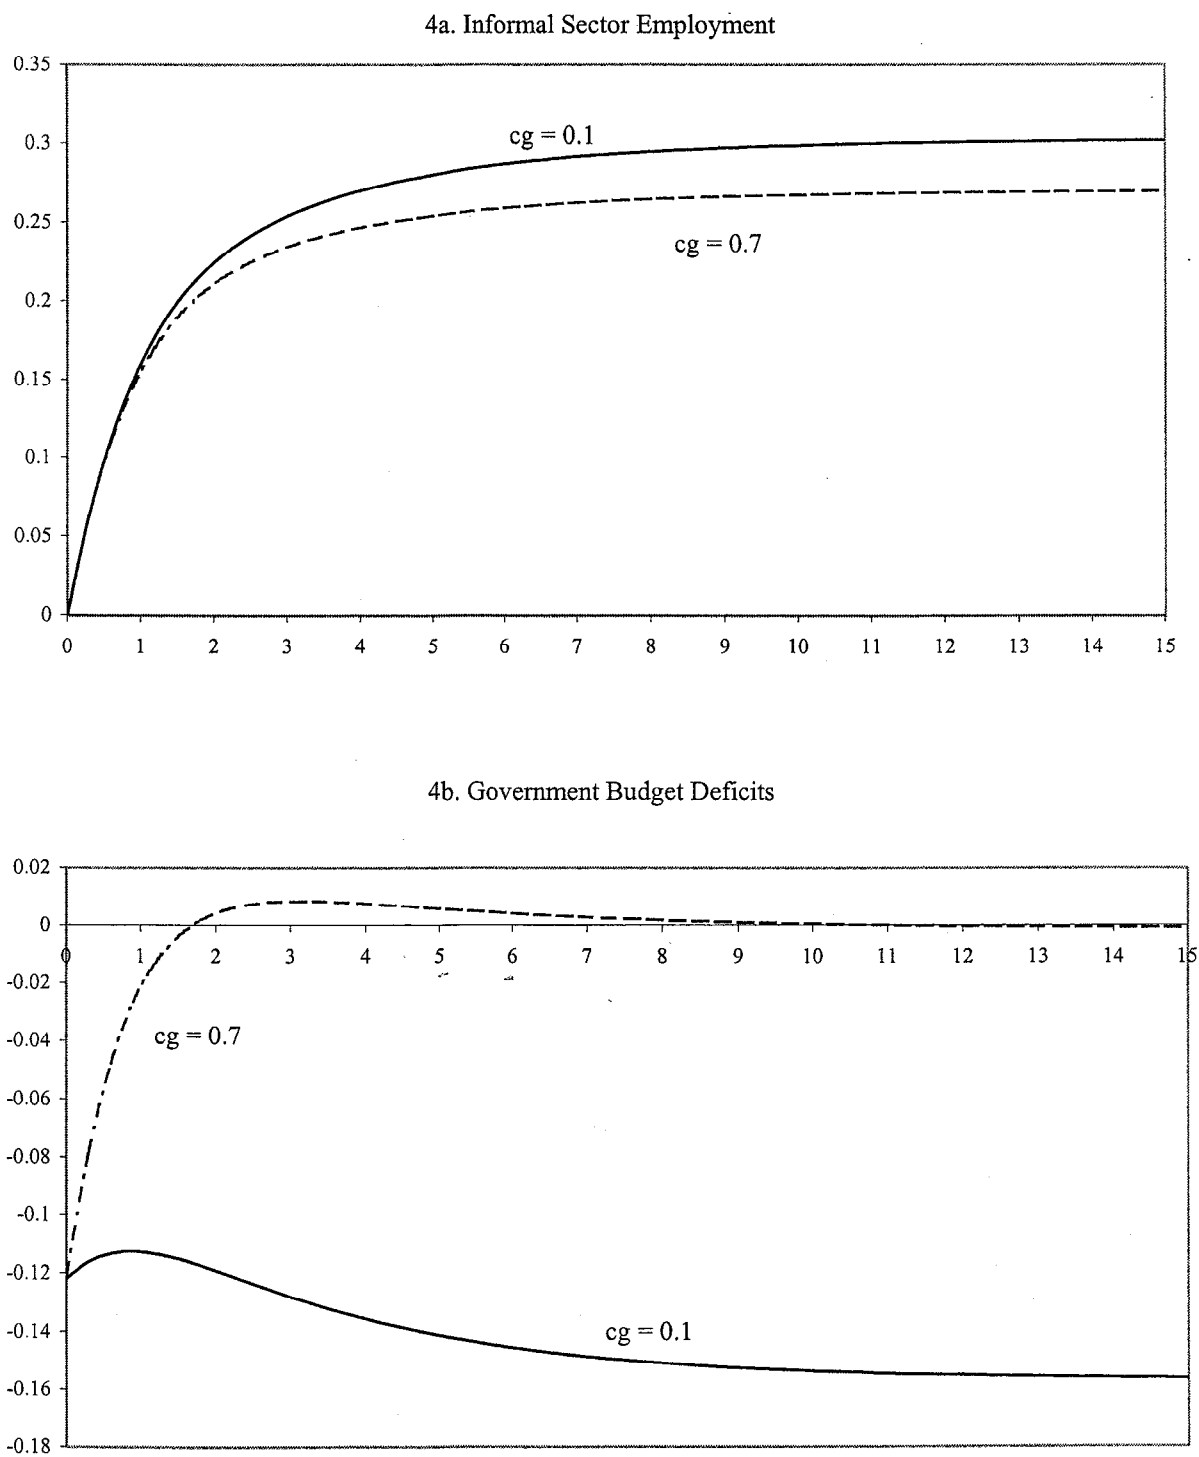 4a. Informal Sector Employment
0.35
0.3
0.25
0.2
0.15
0.1
0.05
0
cg = 0.1
cg = 0.7
0 1 2 3 4 5 6 7 8 9 10 11 12 13 14 15
4b. Government Budget Deficits
0.02
0
0 1 2 3 4 5 6 7 8 9 10 11 12 13 14 15
-0.02
cg = 0.7
-0.04
-0.06
-0.08
-0.1
-0.12
cg = 0.1
-0.14
-0.16
-0.18